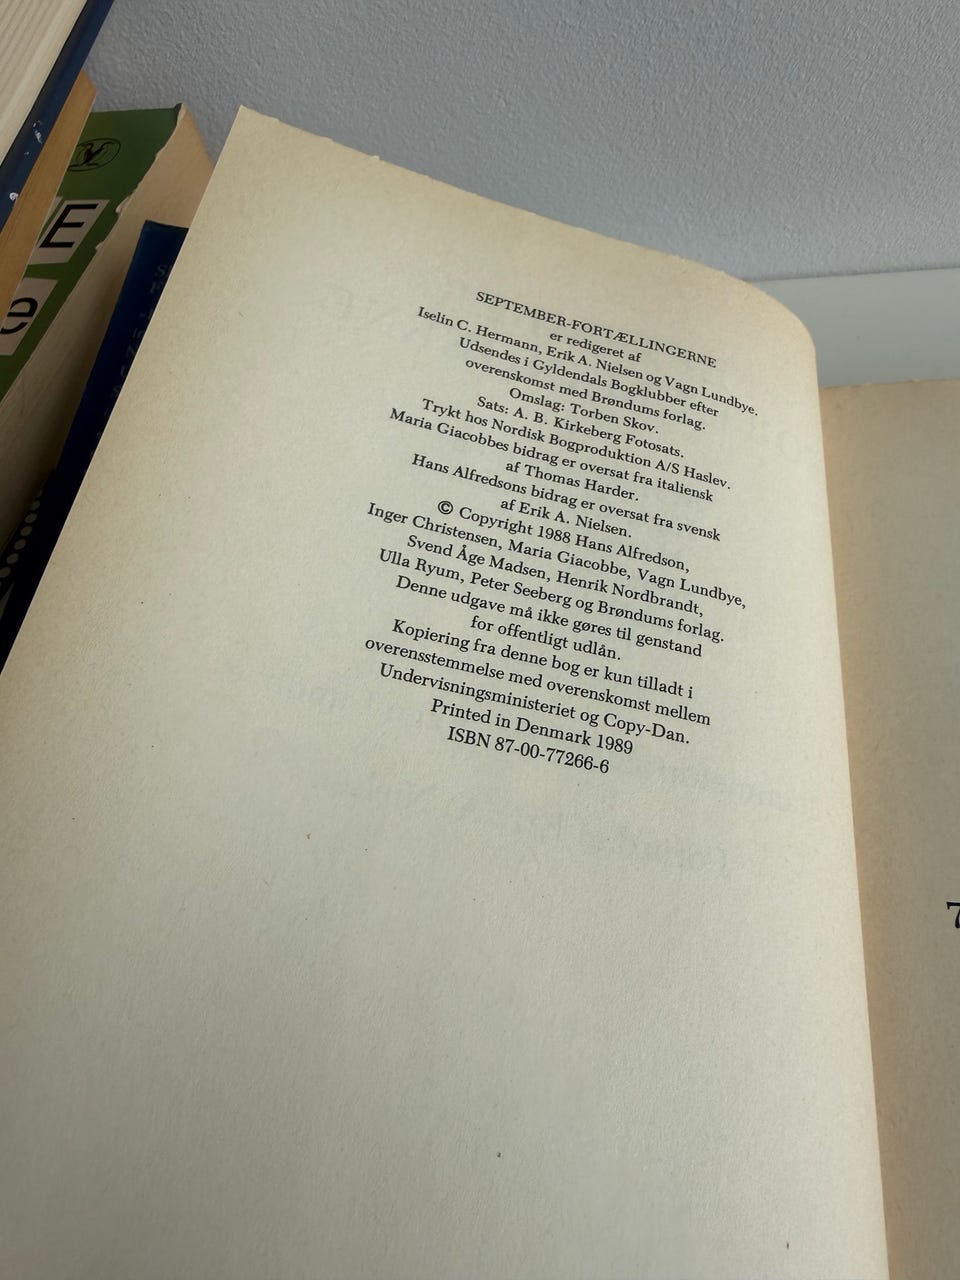 SEPTEMBER-FORTÆLLINGERNE
er redigeret af
Iselin C. Hermann, Erik A. Nielsen og Vagn Lundbye.
Udsendes i Gyldendals Bogklubber efter
overenskomst med Brøndums forlag.
Omslag: Torben Skov.
Sats: A. B. Kirkeberg Fotosats.
Trykt hos Nordisk Bogproduktion A/S Haslev.
Maria Giacobbes bidrag er oversat fra italiensk
af Thomas Harder.
Hans Alfredsons bidrag er oversat fra svensk
af Erik A. Nielsen.
© Copyright 1988 Hans Alfredson,
Inger Christensen, Maria Giacobbe, Vagn Lundbye,
Svend Åge Madsen, Henrik Nordbrandt,
Ulla Ryum, Peter Seeberg og Brøndums forlag.
Denne udgave må ikke gøres til genstand
for offentligt udlån.
Kopiering fra denne bog er kun tilladt i
overensstemmelse med overenskomst mellem
Undervisningsministeriet og Copy-Dan.
Printed in Denmark 1989
ISBN 87-00-77266-6
E
e
7